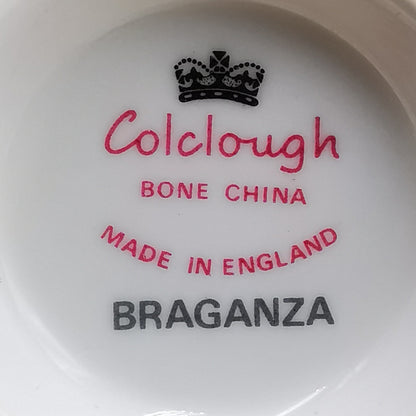 Colclough
BONE CHINA
MADE IN ENGLAND
BRAGANZA